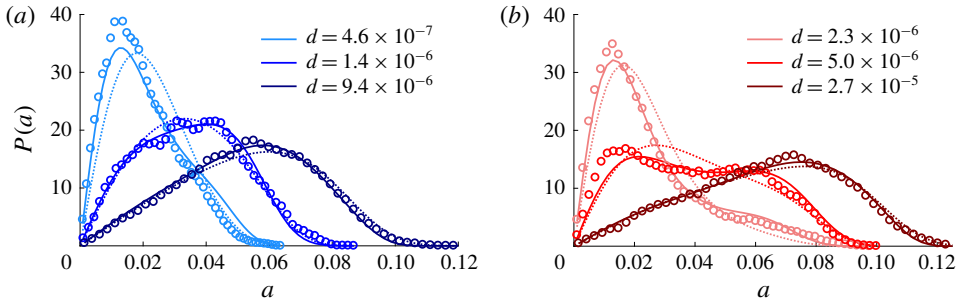 (a)
40
30
20
10
P(a)
d = 4.6 × 10⁻⁷
d = 1.4 × 10⁻⁶
d = 9.4 × 10⁻⁶
0 0.02 0.04 0.06 0.08 0.10 0.12
a
(b)
40
30
20
10
d = 2.3 × 10⁻⁶
d = 5.0 × 10⁻⁶
d = 2.7 × 10⁻⁵
0 0.02 0.04 0.06 0.08 0.10 0.12
a